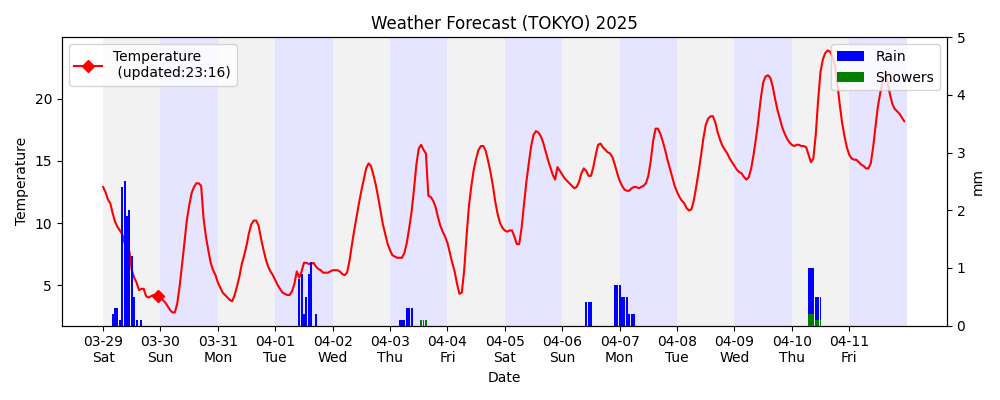 Weather Forecast (TOKYO) 2025
Temperature
(updated:23:16)
Rain
Showers
Temperature
20
15
10
5
5
4
3
2
1
0
mm
03-29 03-30 03-31 04-01 04-02 04-03 04-04 04-05 04-06 04-07 04-08 04-09 04-10 04-11
Sat Sun Mon Tue Wed Thu Fri Sat Sun Mon Tue Wed Thu Fri
Date